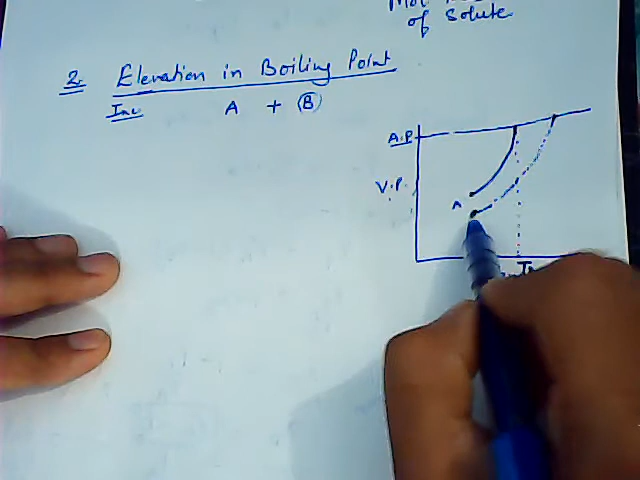 of Solute
2. Elevation in Boiling Point
Inc A + B
A.P
V.P.
A